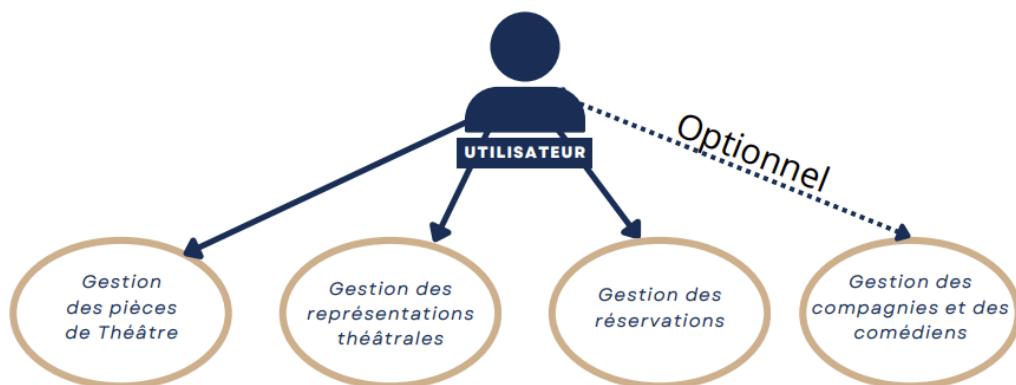 UTILISATEUR
Optionnel
Gestion
des pièces
de Théâtre
Gestion des
représentations
théâtrales
Gestion des
réservations
Gestion des
compagnies et des
comédiens